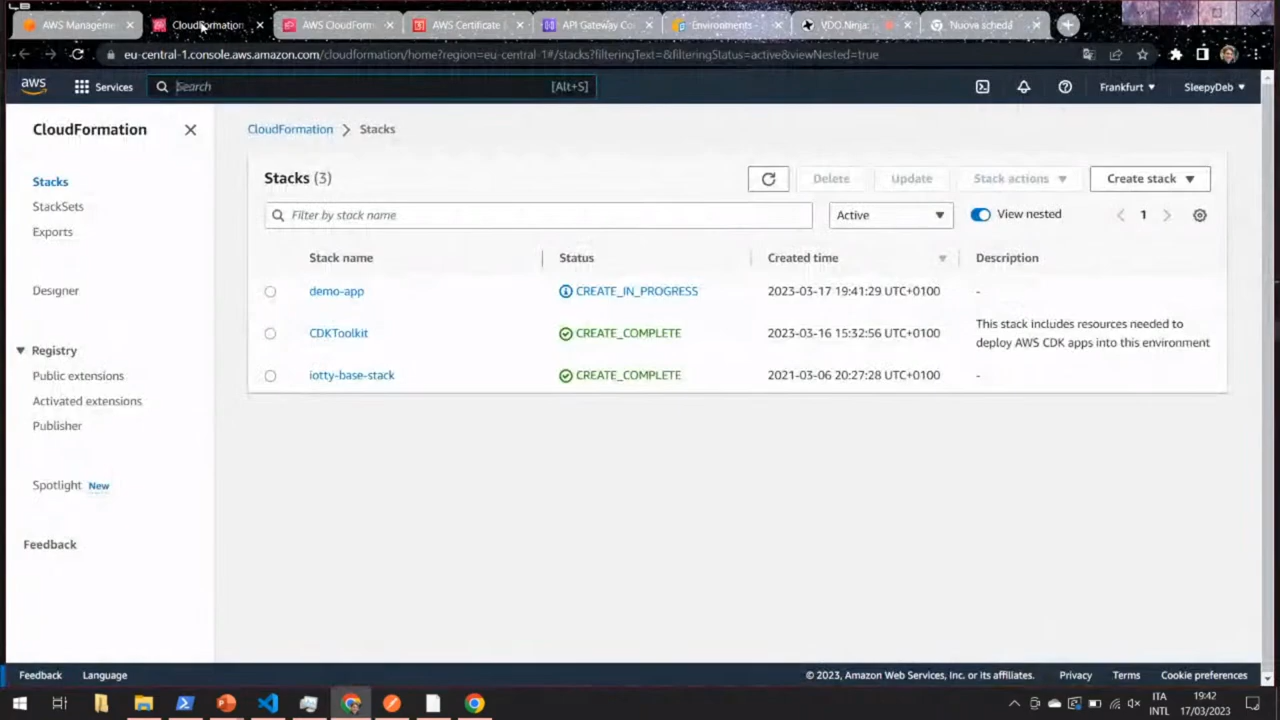 AWS Manageme
CloudFormation
AWS CloudForm
AWS Certificate
API Gateway Co
Environments -
VDO.Ninja
Nuove schede
eu-central-1.console.aws.amazon.com/cloudformation/home?region=eu-central-1#/stacks?filteringText=&filteringStatus=active&viewNested=true
aws
Services
Search
[Alt+S]
Frankfurt
SleepyDeb
CloudFormation
CloudFormation
Stacks
Stacks
StackSets
Exports
Designer
Registry
Public extensions
Activated extensions
Publisher
Spotlight New
Feedback
Stacks (3)
Delete
Update
Stack actions
Create stack
Filter by stack name
Active
View nested
1
Stack name
Status
Created time
Description
demo-app
CREATE_IN_PROGRESS
2023-03-17 19:41:29 UTC+0100
-
CDKToolkit
CREATE_COMPLETE
2023-03-16 15:32:56 UTC+0100
This stack includes resources needed to
deploy AWS CDK apps into this environment
iotty-base-stack
CREATE_COMPLETE
2021-03-06 20:27:28 UTC+0100
-
Feedback
Language
© 2023, Amazon Web Services, Inc. or its affiliates.
Privacy
Terms
Cookie preferences
ITA
INTL
19:42
17/03/2023